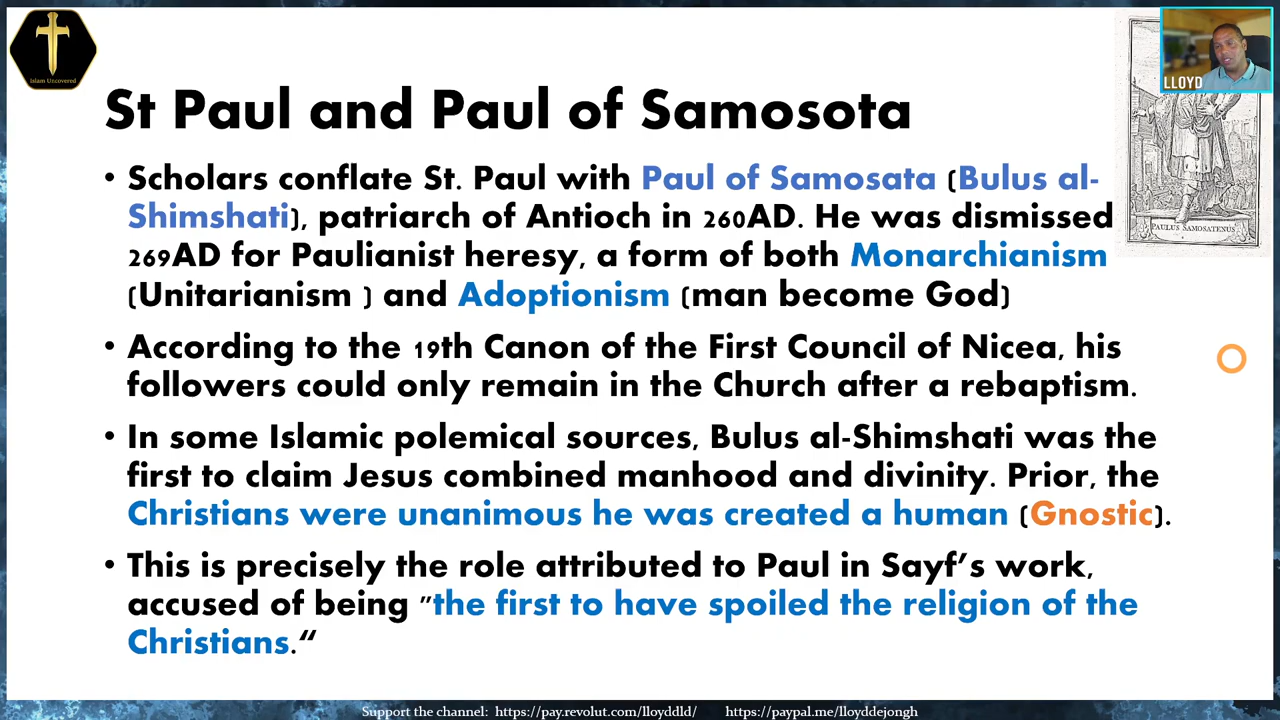 Islam Uncovered
LLOYD
St Paul and Paul of Samosota
• Scholars conflate St. Paul with Paul of Samosata (Bulus al-
Shimshati), patriarch of Antioch in 260AD. He was dismissed
269AD for Paulianist heresy, a form of both Monarchianism
(Unitarianism ) and Adoptionism (man become God)
PAULUS SAMOSATENUS
• According to the 19th Canon of the First Council of Nicea, his
followers could only remain in the Church after a rebaptism.
• In some Islamic polemical sources, Bulus al-Shimshati was the
first to claim Jesus combined manhood and divinity. Prior, the
Christians were unanimous he was created a human (Gnostic).
• This is precisely the role attributed to Paul in Sayf’s work,
accused of being ”the first to have spoiled the religion of the
Christians.“
Support the channel: https://pay.revolut.com/lloyddld/ https://paypal.me/lloyddejongh